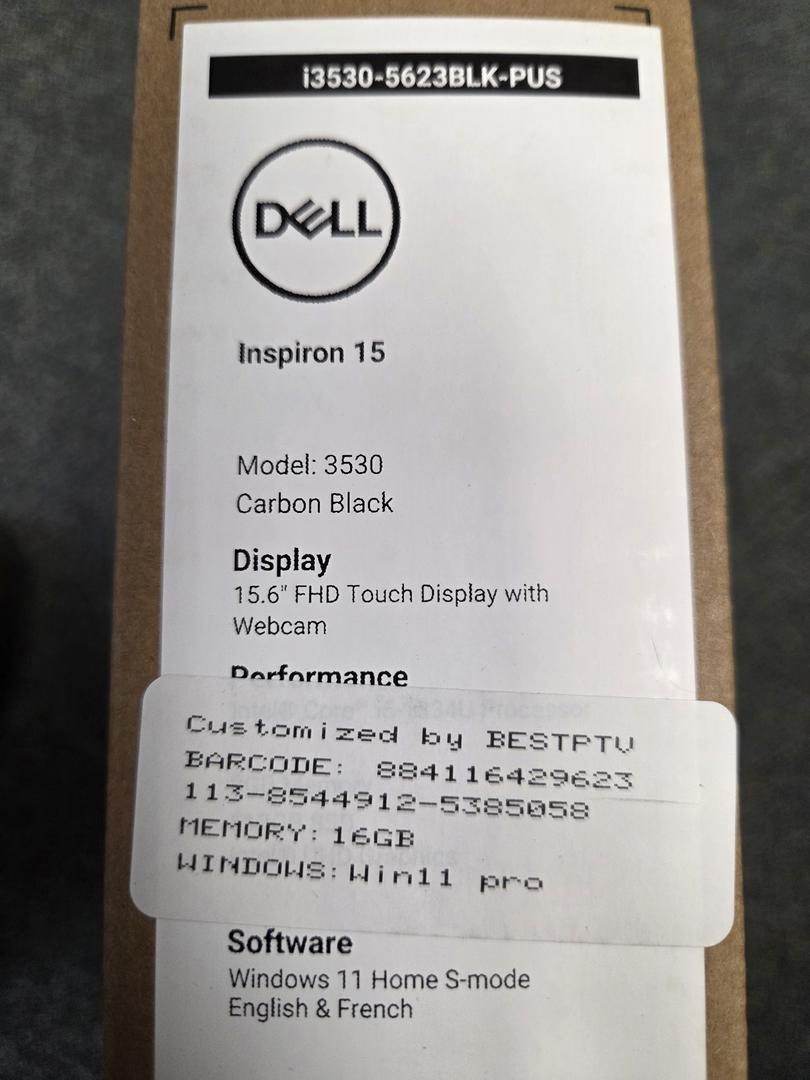 i3530-5623BLK-PUS
DELL
Inspiron 15
Model: 3530
Carbon Black
Display
15.6" FHD Touch Display with
Webcam
Performance
Customized by BESTPTV
BARCODE: 884116429623
113-8544912-5385058
MEMORY: 16GB
WINDOWS: Win11 pro
Software
Windows 11 Home S-mode
English & French